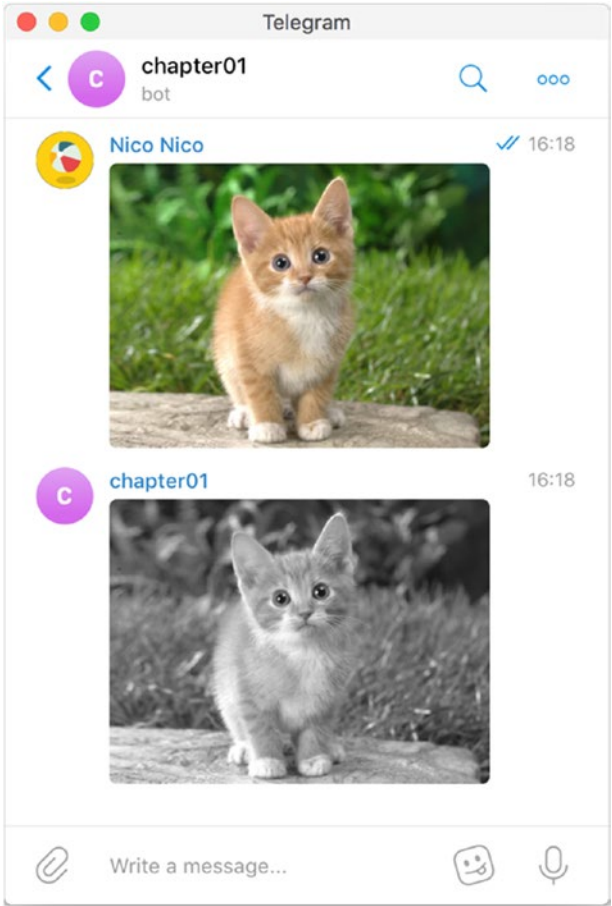 Telegram
C
chapter01
bot
Nico Nico 16:18
chapter01 16:18
C
Write a message...